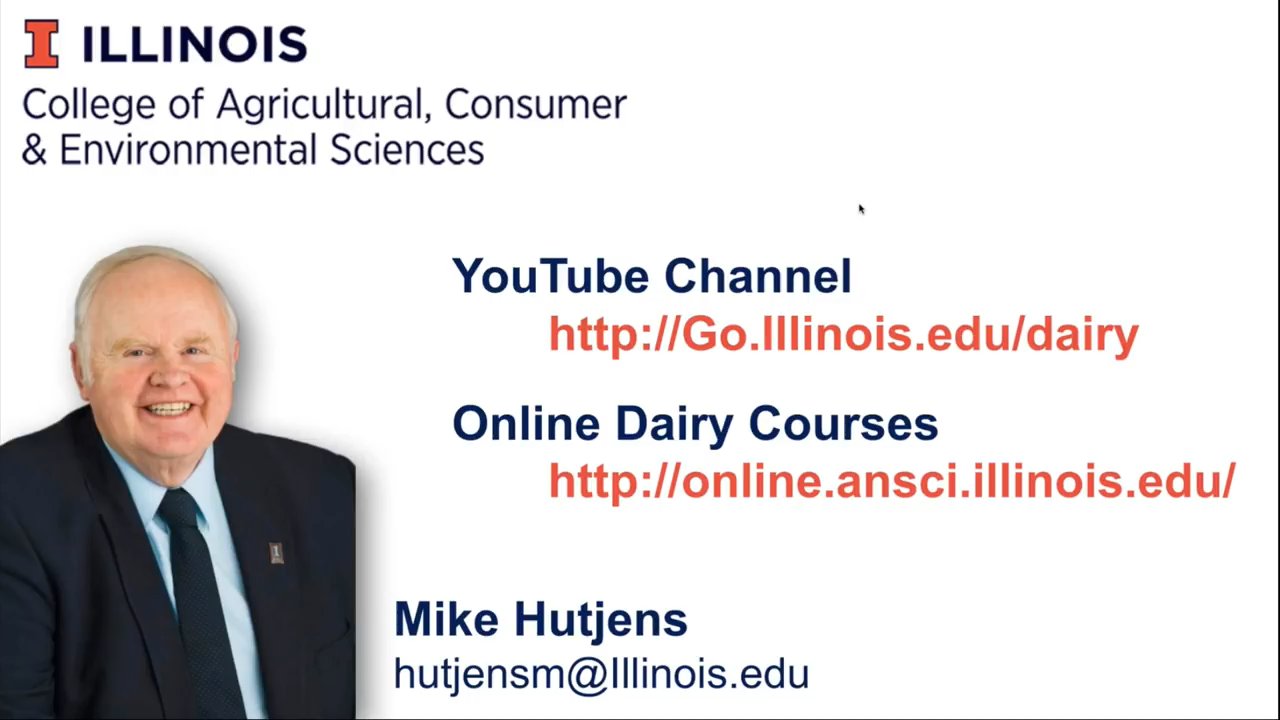 ILLINOIS
College of Agricultural, Consumer
& Environmental Sciences
YouTube Channel
http://Go.Illinois.edu/dairy
Online Dairy Courses
http://online.ansci.illinois.edu/
Mike Hutjens
hutjensm@Illinois.edu